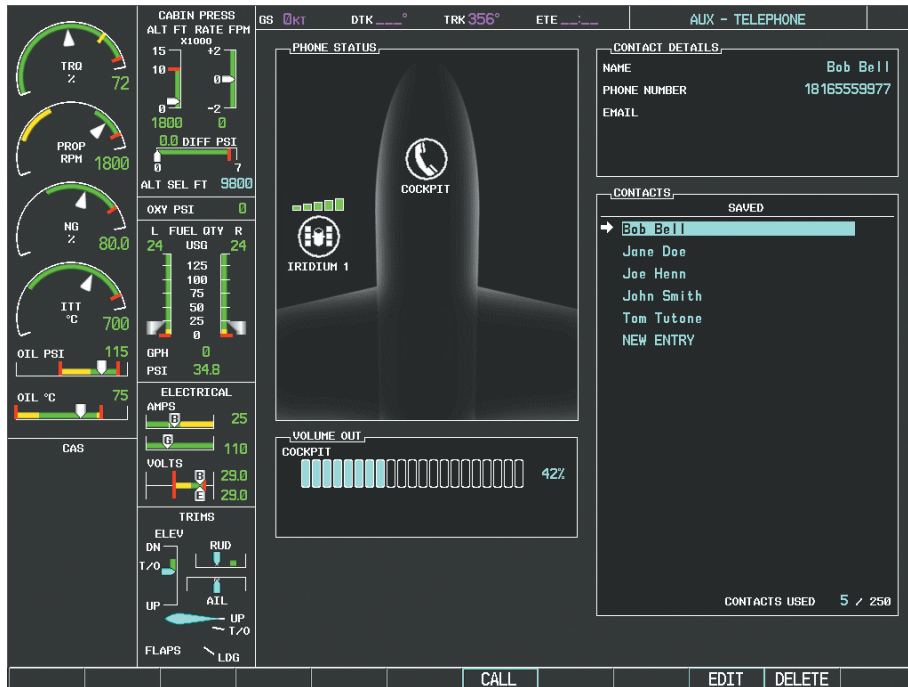 GS 0KT DTK ___° TRK 356° ETE __:__ AUX - TELEPHONE
TRQ
%
72
PROP
RPM
1800
NG
%
80.0
ITT
°C
700
OIL PSI 115
OIL °C 75
CAS
CABIN PRESS
ALT FT RATE FPM
X1000
15 +2
10 0
0 -2
1800 0
0.0 DIFF PSI
0 7
ALT SEL FT 9800
OXY PSI 0
L FUEL QTY R
24 USG 24
125
100
75
50
25
0
GPH 0
PSI 34.8
ELECTRICAL
AMPS
B 25
G 110
VOLTS
B 29.0
E 29.0
TRIMS
ELEV
DN RUD
T/O
UP AIL
UP
T/O
FLAPS LDG
PHONE STATUS
COCKPIT
IRIDIUM 1
VOLUME OUT
COCKPIT
42%
CONTACT DETAILS
NAME Bob Bell
PHONE NUMBER 18165559977
EMAIL
CONTACTS
SAVED
Bob Bell
Jane Doe
Joe Henn
John Smith
Tom Tutone
NEW ENTRY
CONTACTS USED 5 / 250
CALL EDIT DELETE